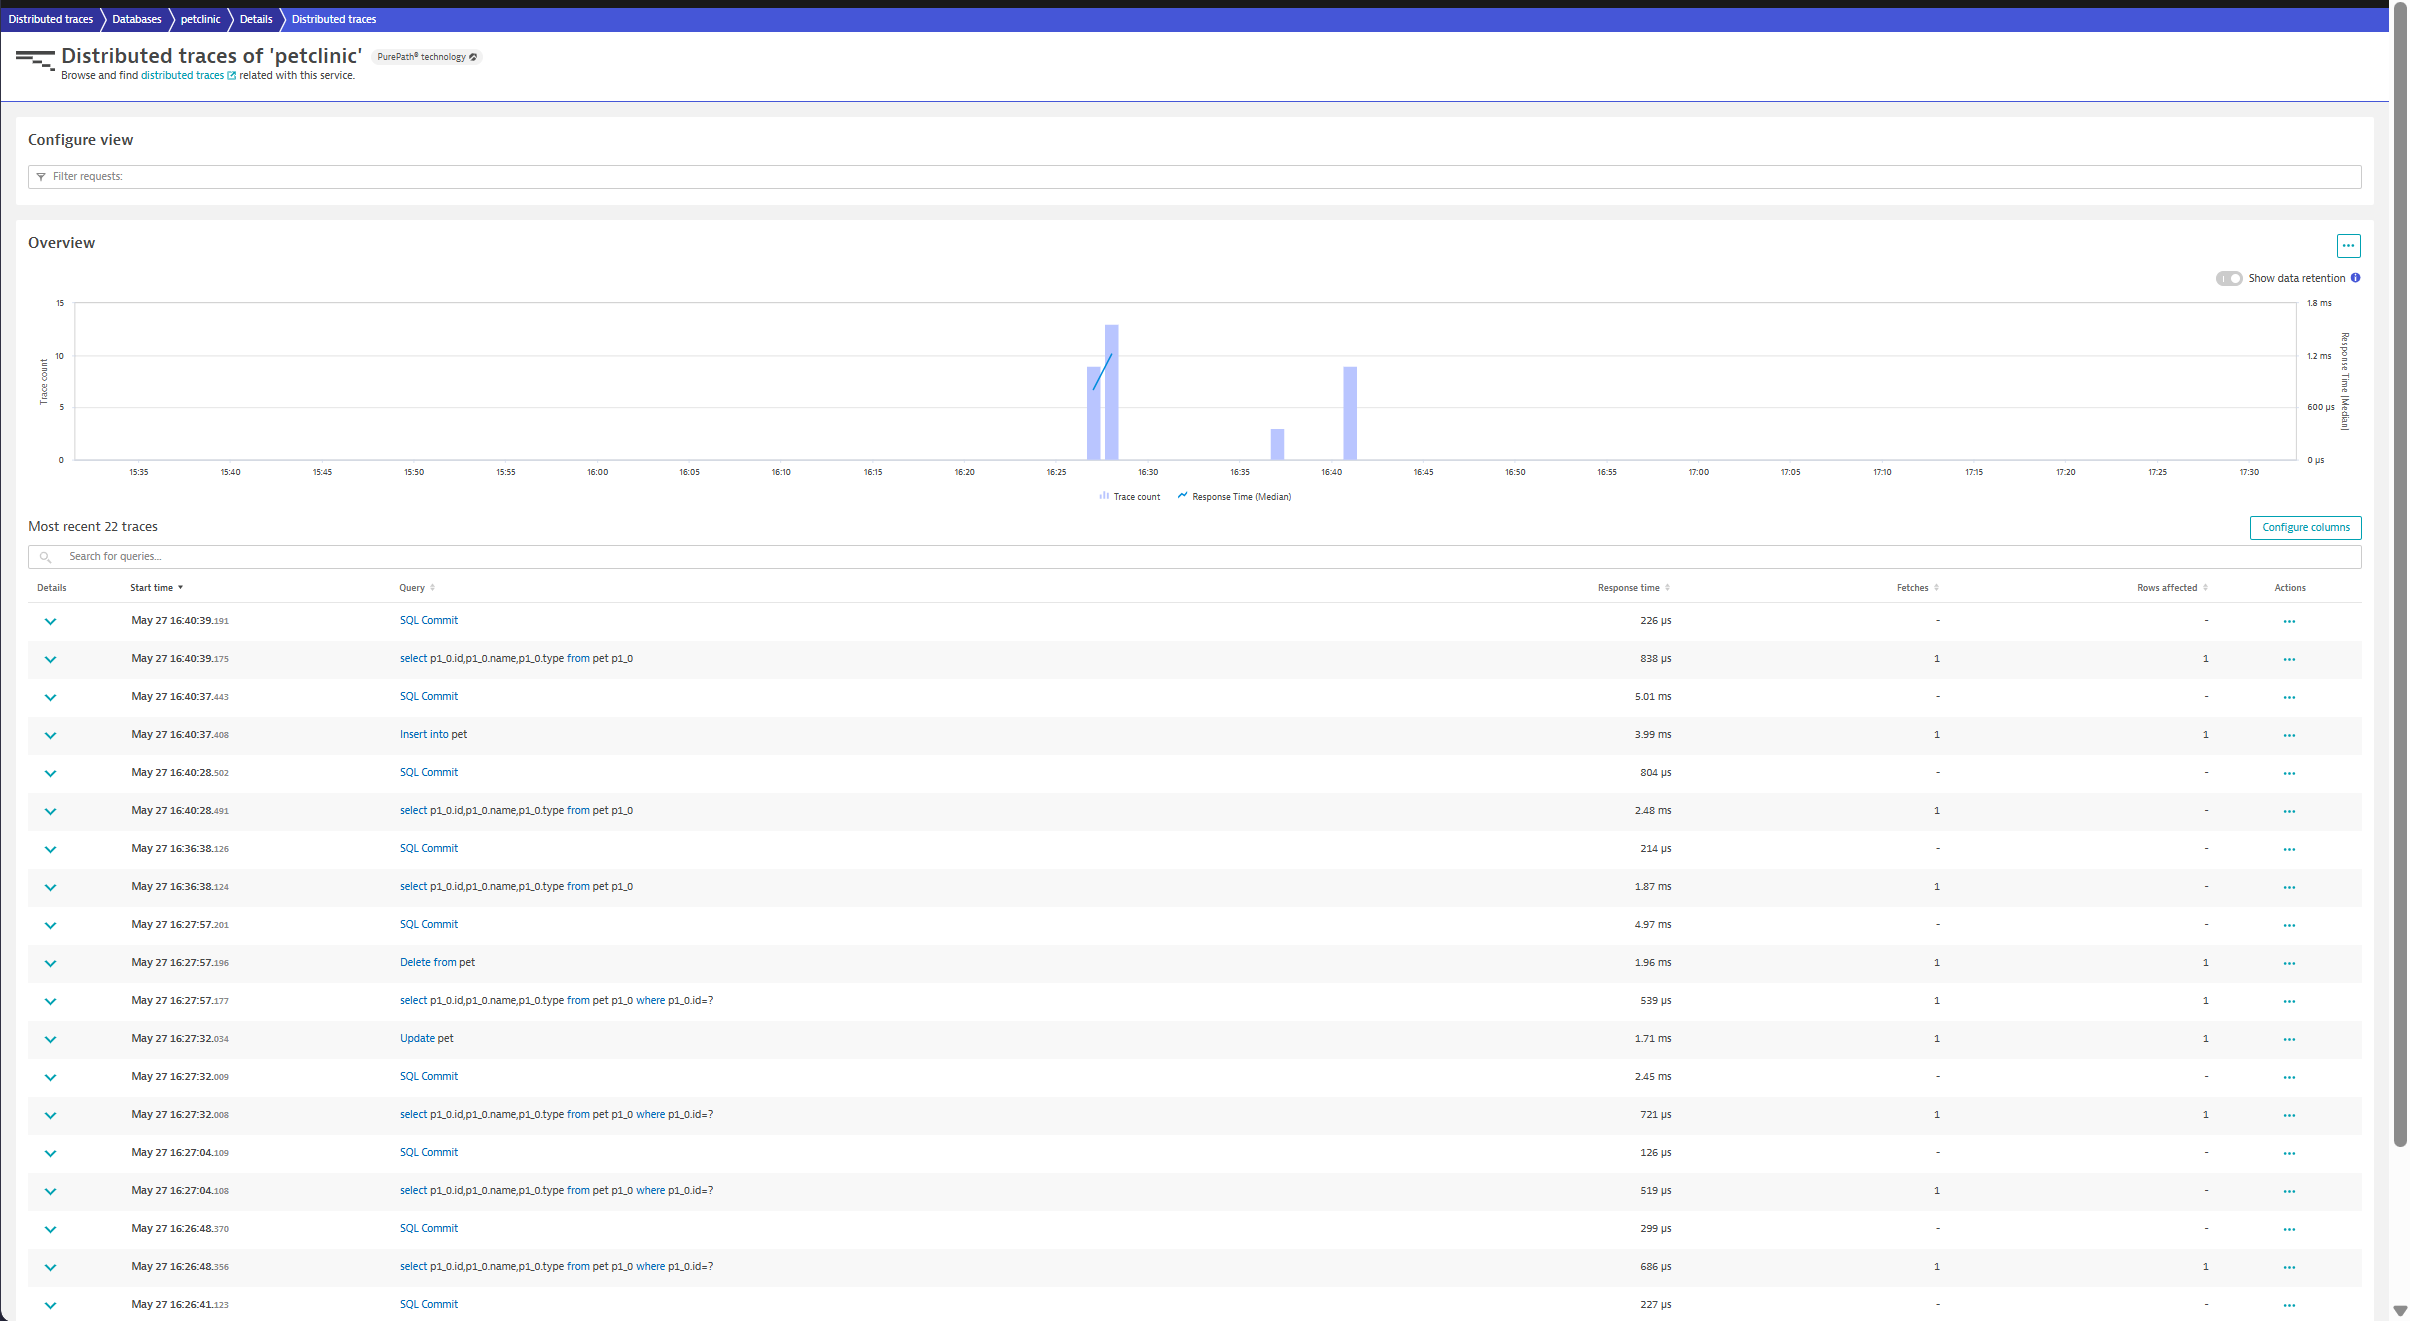 Distributed traces Databases petclinic Details Distributed traces
Distributed traces of 'petclinic' PurePath® technology
Browse and find distributed traces related with this service.
Configure view
Filter requests:
Overview
...
Show data retention
15 1.8 ms
10 1.2 ms
5 600 µs
0 0 µs
Trace count
Response Time (Median)
15:35 15:40 15:45 15:50 15:55 16:00 16:05 16:10 16:15 16:20 16:25 16:30 16:35 16:40 16:45 16:50 16:55 17:00 17:05 17:10 17:15 17:20 17:25 17:30
Trace count Response Time (Median)
Most recent 22 traces Configure columns
Search for queries...
Details Start time Query Response time Fetches Rows affected Actions
May 27 16:40:39.191 SQL Commit 226 µs - - ...
May 27 16:40:39.175 select p1_0.id,p1_0.name,p1_0.type from pet p1_0 838 µs 1 1 ...
May 27 16:40:37.443 SQL Commit 5.01 ms - - ...
May 27 16:40:37.408 Insert into pet 3.99 ms 1 1 ...
May 27 16:40:28.502 SQL Commit 804 µs - - ...
May 27 16:40:28.491 select p1_0.id,p1_0.name,p1_0.type from pet p1_0 2.48 ms 1 - ...
May 27 16:36:38.126 SQL Commit 214 µs - - ...
May 27 16:36:38.124 select p1_0.id,p1_0.name,p1_0.type from pet p1_0 1.87 ms 1 - ...
May 27 16:27:57.201 SQL Commit 4.97 ms - - ...
May 27 16:27:57.196 Delete from pet 1.96 ms 1 1 ...
May 27 16:27:57.177 select p1_0.id,p1_0.name,p1_0.type from pet p1_0 where p1_0.id=? 539 µs 1 1 ...
May 27 16:27:32.034 Update pet 1.71 ms 1 1 ...
May 27 16:27:32.009 SQL Commit 2.45 ms - - ...
May 27 16:27:32.008 select p1_0.id,p1_0.name,p1_0.type from pet p1_0 where p1_0.id=? 721 µs 1 1 ...
May 27 16:27:04.109 SQL Commit 126 µs - - ...
May 27 16:27:04.108 select p1_0.id,p1_0.name,p1_0.type from pet p1_0 where p1_0.id=? 519 µs 1 - ...
May 27 16:26:48.370 SQL Commit 299 µs - - ...
May 27 16:26:48.356 select p1_0.id,p1_0.name,p1_0.type from pet p1_0 where p1_0.id=? 686 µs 1 1 ...
May 27 16:26:41.123 SQL Commit 227 µs - - ...